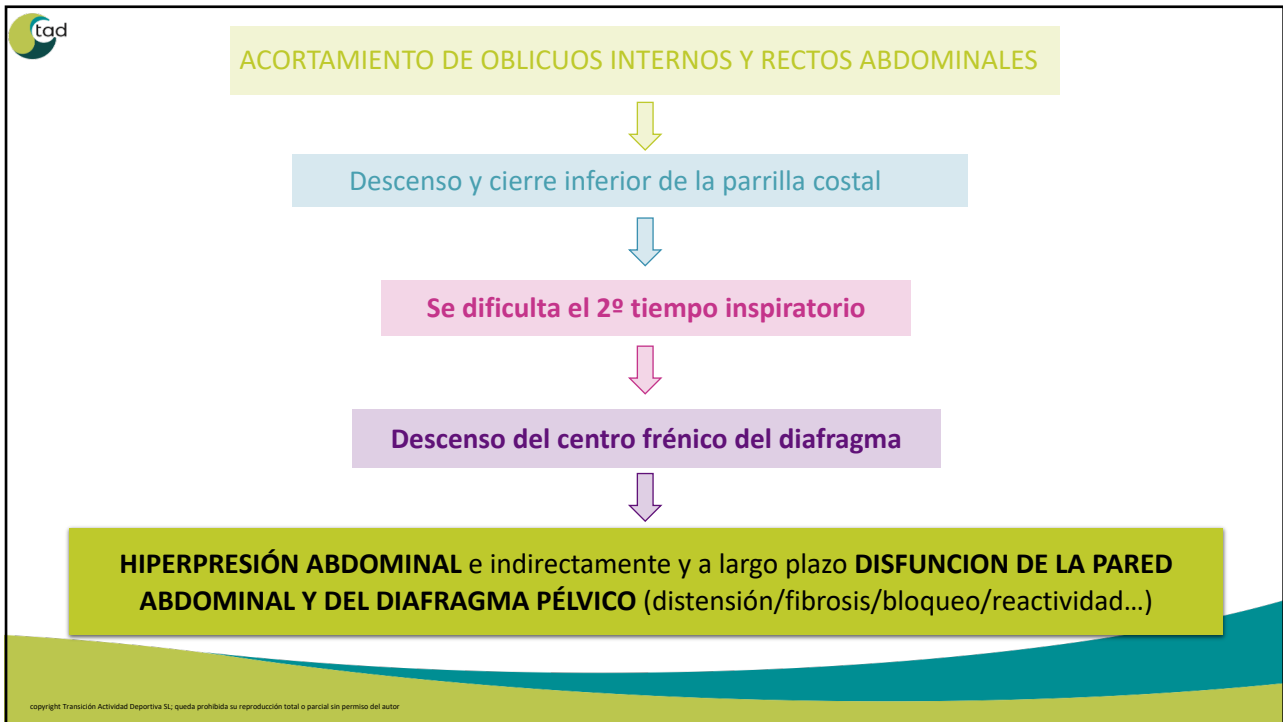 tad
ACORTAMIENTO DE OBLICUOS INTERNOS Y RECTOS ABDOMINALES
Descenso y cierre inferior de la parrilla costal
Se dificulta el 2º tiempo inspiratorio
Descenso del centro frénico del diafragma
HIPERPRESIÓN ABDOMINAL e indirectamente y a largo plazo DISFUNCION DE LA PARED
ABDOMINAL Y DEL DIAFRAGMA PÉLVICO (distensión/fibrosis/bloqueo/reactividad…)
copyright Transición Actividad Deportiva SL; queda prohibida su reproducción total o parcial sin permiso del autor